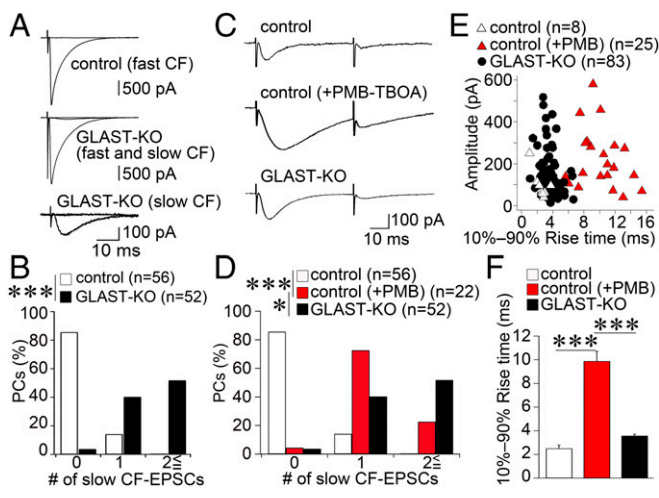 A
control (fast CF)
500 pA
GLAST-KO
(fast and slow CF)
500 pA
GLAST-KO (slow CF)
100 pA
10 ms
B
control (n=56)
GLAST-KO (n=52)
***
PCs (%)
100
80
60
40
20
0
0 1 2≦
# of slow CF-EPSCs
C
control
control (+PMB-TBOA)
GLAST-KO
100 pA
10 ms
D
control (n=56)
control (+PMB) (n=22)
GLAST-KO (n=52)
***
*
PCs (%)
100
80
60
40
20
0
0 1 2≦
# of slow CF-EPSCs
E
control (n=8)
control (+PMB) (n=25)
GLAST-KO (n=83)
Amplitude (pA)
600
400
200
0
0 4 8 12 16
10%–90% Rise time (ms)
F
control
control (+PMB)
GLAST-KO
*** ***
10%–90% Rise time (ms)
12
10
8
6
4
2
0